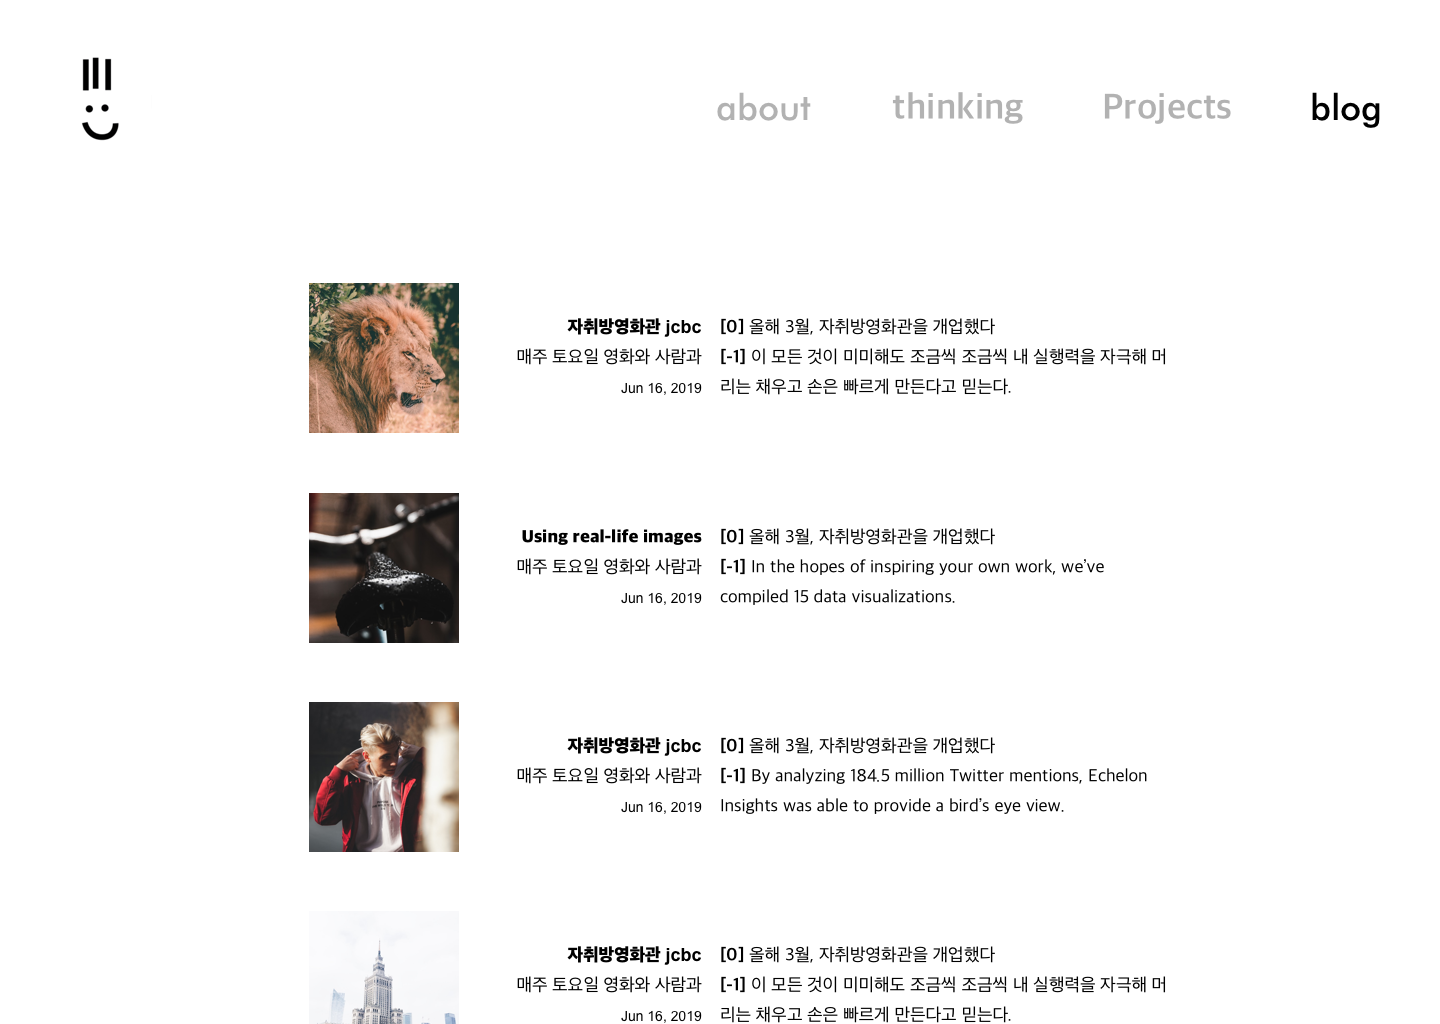 about thinking Projects blog
자취방영화관 jcbc
매주 토요일 영화와 사람과
Jun 16, 2019
[0] 올해 3월, 자취방영화관을 개업했다
[-1] 이 모든 것이 미미해도 조금씩 조금씩 내 실행력을 자극해 머
리는 채우고 손은 빠르게 만든다고 믿는다.
Using real-life images
매주 토요일 영화와 사람과
Jun 16, 2019
[0] 올해 3월, 자취방영화관을 개업했다
[-1] In the hopes of inspiring your own work, we’ve
compiled 15 data visualizations.
자취방영화관 jcbc
매주 토요일 영화와 사람과
Jun 16, 2019
[0] 올해 3월, 자취방영화관을 개업했다
[-1] By analyzing 184.5 million Twitter mentions, Echelon
Insights was able to provide a bird’s eye view.
자취방영화관 jcbc
매주 토요일 영화와 사람과
Jun 16, 2019
[0] 올해 3월, 자취방영화관을 개업했다
[-1] 이 모든 것이 미미해도 조금씩 조금씩 내 실행력을 자극해 머
리는 채우고 손은 빠르게 만든다고 믿는다.